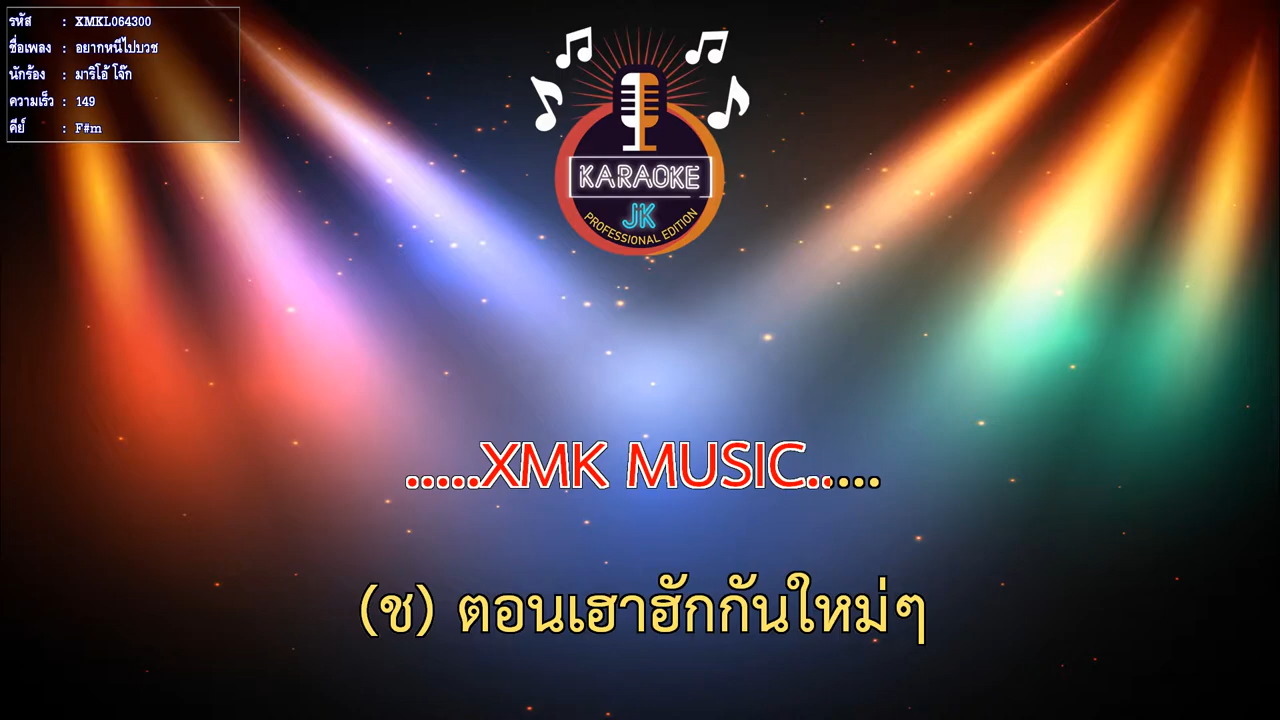 รหัส : XMKL064300
ชื่อเพลง : อยากหนีไปบวช
นักร้อง : มาริโอ้ โจ๊ก
ความเร็ว : 149
คีย์ : F#m
KARAOKE
JK
PROFESSIONAL EDITION
.....XMK MUSIC.....
(ช) ตอนเฮาฮักกันใหม่ๆ